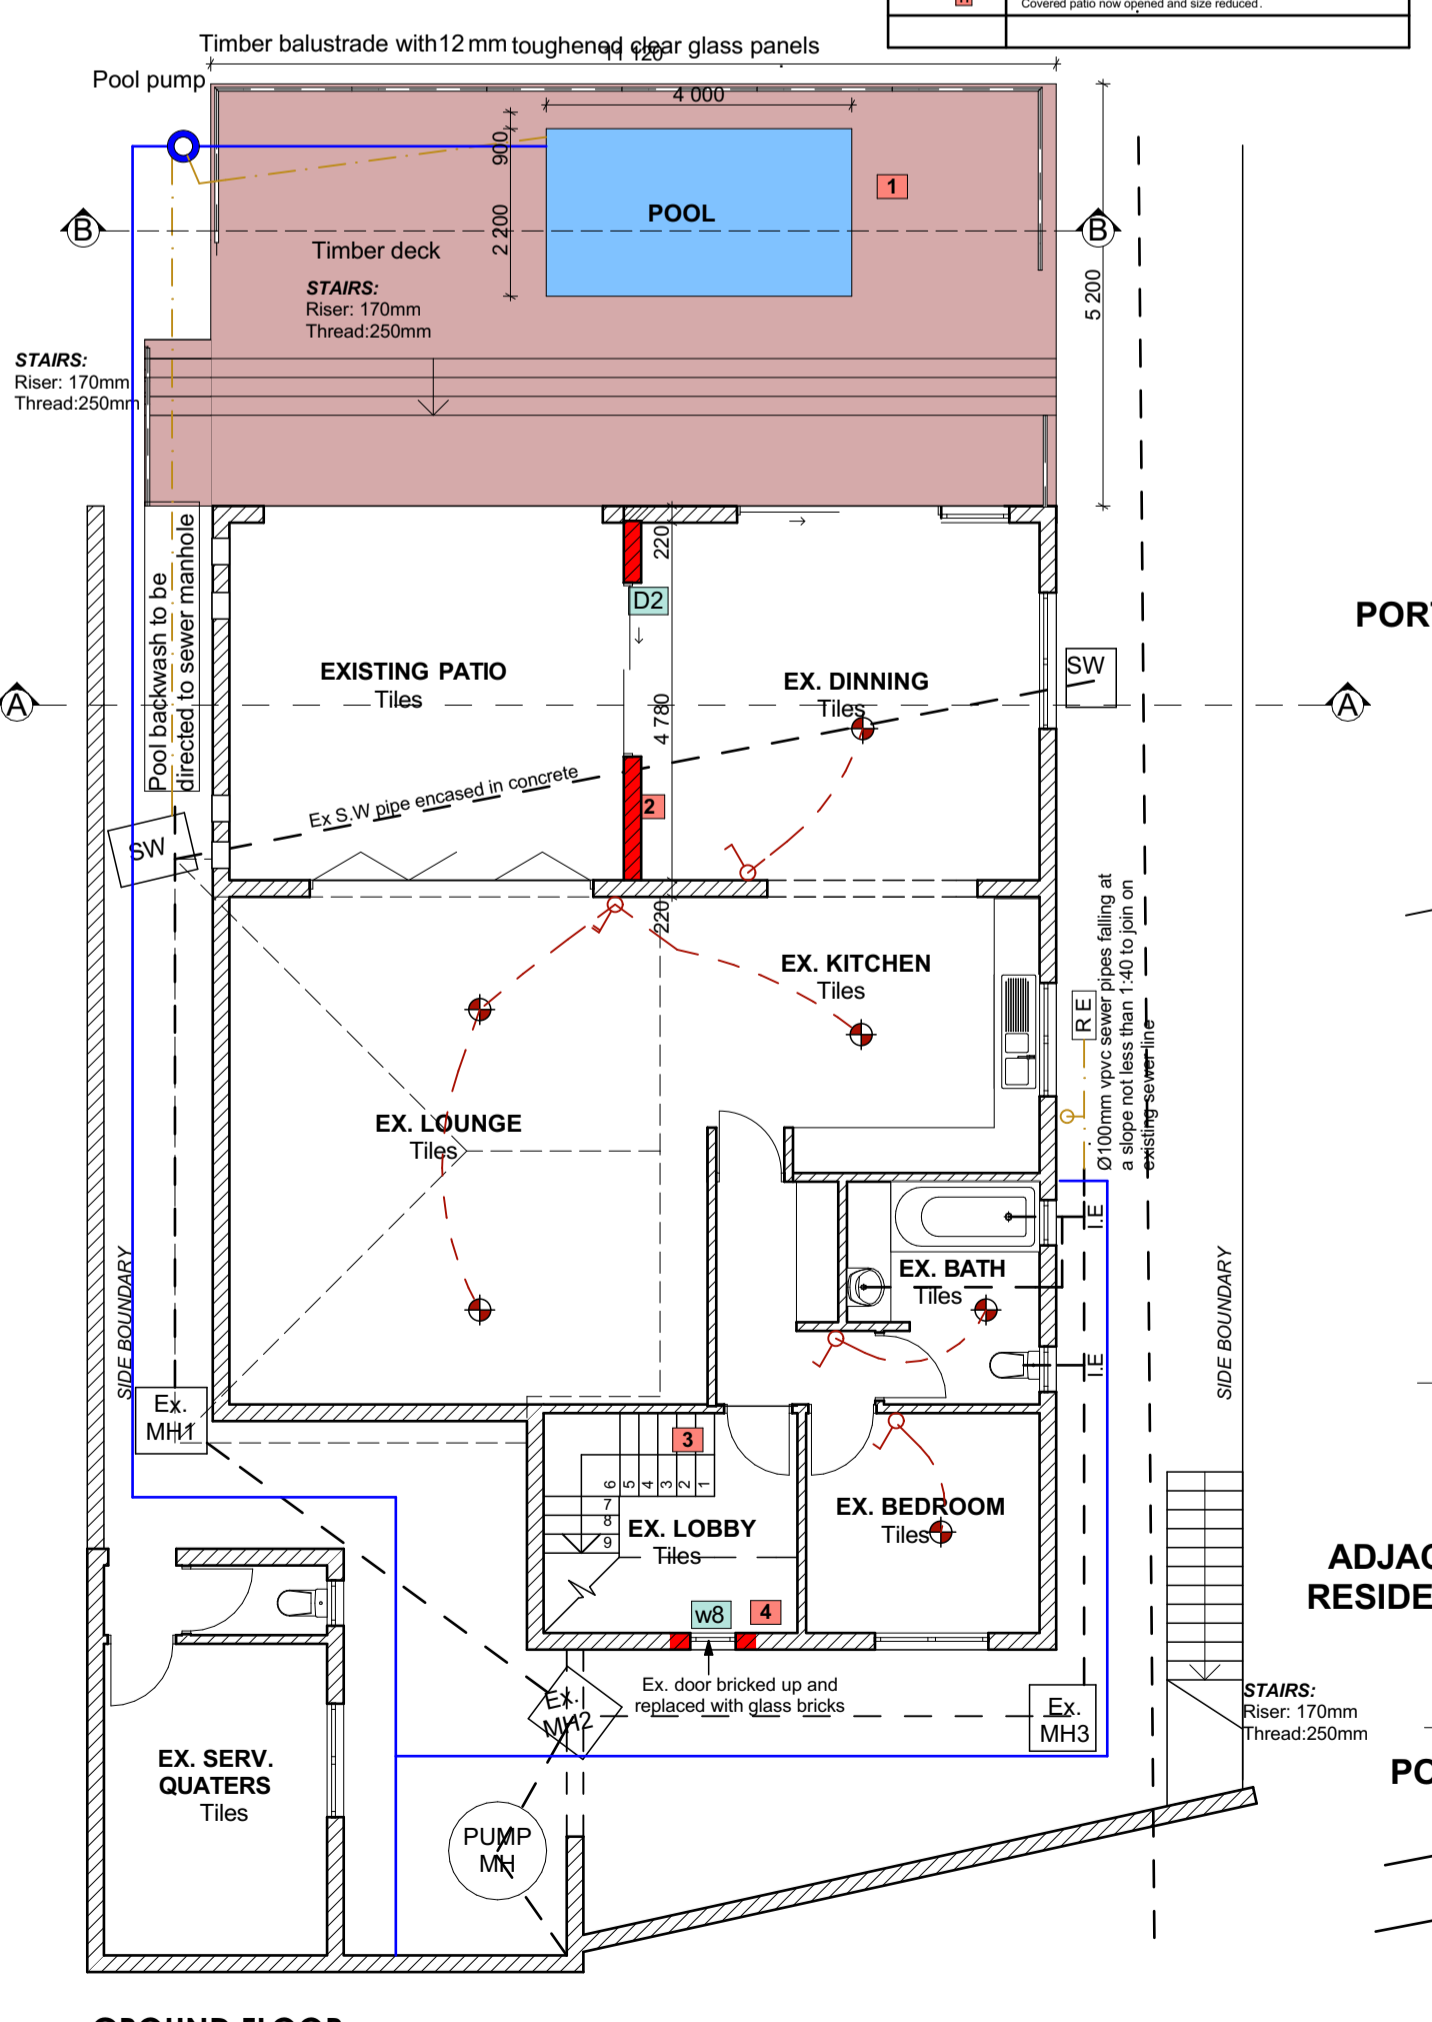 Covered patio now opened and size reduced.
Timber balustrade with 12 mm toughened clear glass panels
11 120
Pool pump
4 000
900
1
POOL
B
B
2 200
Timber deck
5 200
STAIRS:
Riser: 170mm
Thread:250mm
STAIRS:
Riser: 170mm
Thread:250mm
Pool backwash to be
directed to sewer manhole
220
D2
PORT
EXISTING PATIO
Tiles
EX. DINNING
Tiles
SW
A
A
4 780
Ex S.W pipe encased in concrete
2
SW
220
EX. KITCHEN
Tiles
R E
Ø100mm vpvc sewer pipes falling at
a slope not less than 1:40 to join on
existing sewer line
EX. LOUNGE
Tiles
I.E
EX. BATH
Tiles
I.E
SIDE BOUNDARY
SIDE BOUNDARY
Ex.
MH1
3
6 5 4 3 2 1
7
8
9
EX. LOBBY
Tiles
EX. BEDROOM
Tiles
ADJAC
RESIDE
w8
4
Ex. door bricked up and
replaced with glass bricks
Ex.
MH2
Ex.
MH3
STAIRS:
Riser: 170mm
Thread:250mm
EX. SERV.
QUATERS
Tiles
PO
PUMP
MH
GROUND FLOOR